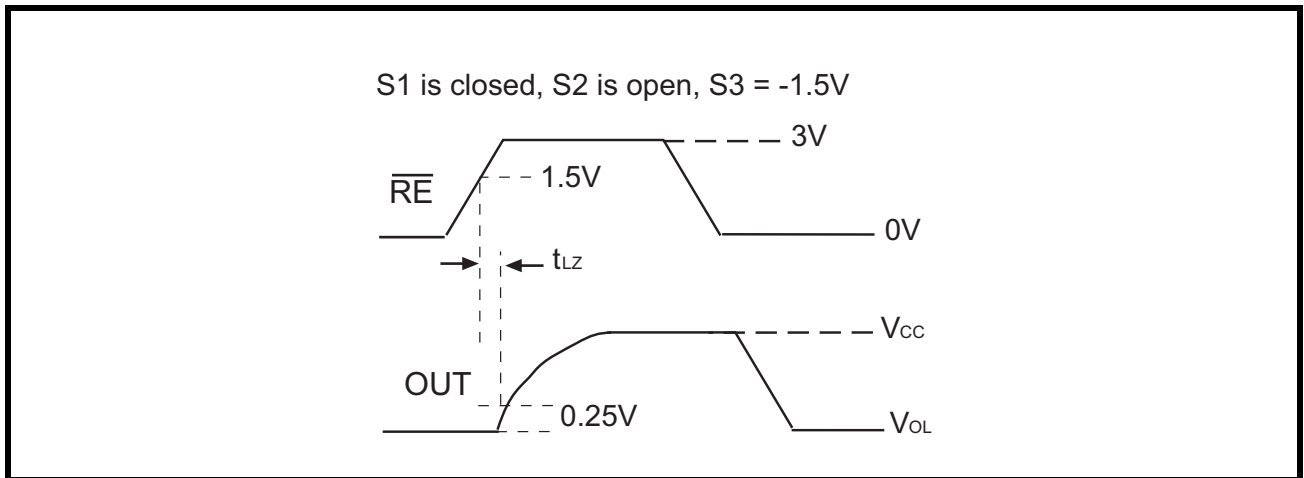 S1 is closed, S2 is open, S3 = -1.5V
3V
1.5V
R̅E̅
0V
tLZ
VCC
OUT
0.25V
VOL